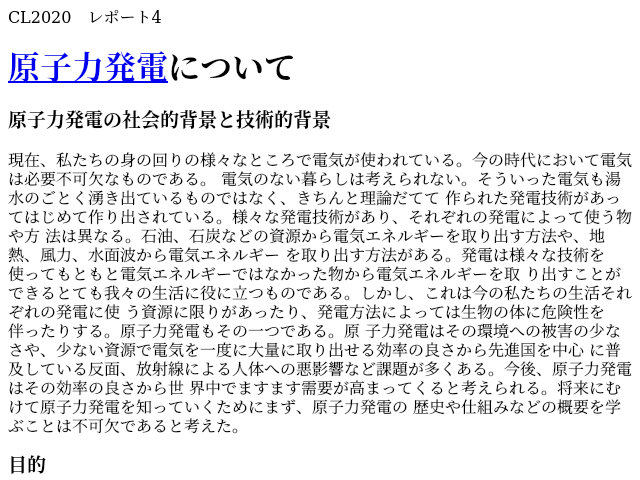 CL2020　レポート4
原子力発電について
原子力発電の社会的背景と技術的背景
現在、私たちの身の回りの様々なところで電気が使われている。今の時代において電気
は必要不可欠なものである。 電気のない暮らしは考えられない。そういった電気も湯
水のごとく湧き出ているものではなく、きちんと理論だてて 作られた発電技術があっ
てはじめて作り出されている。様々な発電技術があり、それぞれの発電によって使う物
や方 法は異なる。石油、石炭などの資源から電気エネルギーを取り出す方法や、地
熱、風力、水面波から電気エネルギー を取り出す方法がある。発電は様々な技術を
使ってもともと電気エネルギーではなかった物から電気エネルギーを取 り出すことが
できるとても我々の生活に役に立つものである。しかし、これは今の私たちの生活それ
ぞれの発電に使 う資源に限りがあったり、発電方法によっては生物の体に危険性を
伴ったりする。原子力発電もその一つである。原 子力発電はその環境への被害の少な
さや、少ない資源で電気を一度に大量に取り出せる効率の良さから先進国を中心 に普
及している反面、放射線による人体への悪影響など課題が多くある。今後、原子力発電
はその効率の良さから世 界中でますます需要が高まってくると考えられる。将来にむ
けて原子力発電を知っていくためにまず、原子力発電の 歴史や仕組みなどの概要を学
ぶことは不可欠であると考えた。
目的